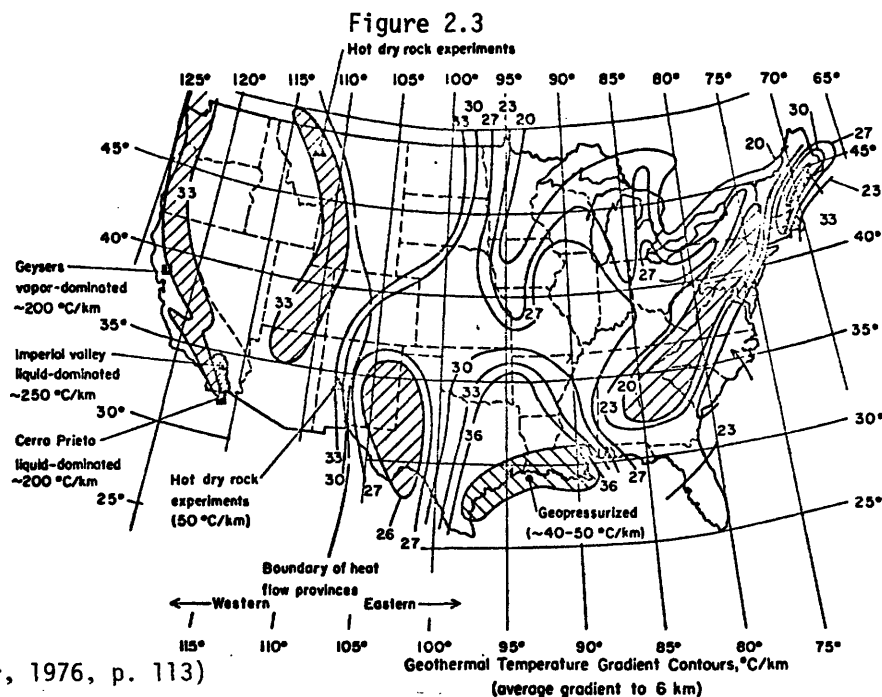 Figure 2.3
Hot dry rock experiments
125° 120° 115° 110° 105° 100° 95° 90° 85° 80° 75° 70° 65°
30 23
33 27 20
30
20 27
45° 45°
33
23
33
40° 40°
Geysers
vapor-dominated
~200 °C/km
27
33
27
35° 35°
Imperial valley
liquid-dominated
~250 °C/km
30
33
36
20
23
30° 30°
Cerra Prieto
liquid-dominated
~200 °C/km
23
33
30
27
36
27
25° 25°
Hot dry rock
experiments
(50 °C/km)
26
27
Geopressurized
(~40-50 °C/km)
Boundary of heat
flow provinces
Western Eastern
115° 110° 105° 100° 95° 90° 85° 80° 75°
Geothermal Temperature Gradient Contours, °C/km
(average gradient to 6 km)
, 1976, p. 113)